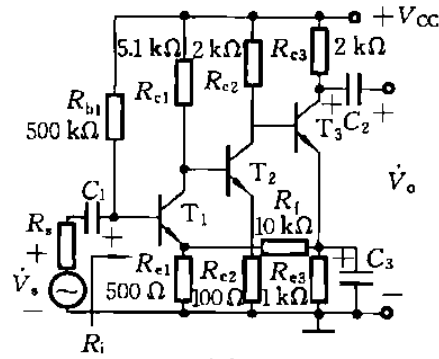 +V_CC
5.1 kΩ
2 kΩ
R_c3
2 kΩ
R_c1
R_c2
R_b1
500 kΩ
+
C_2
+
T_3
T_2
C_1
T_1
R_f
10 kΩ
V̇_o
R_s
+
+
+
C_3
V̇_s
R_e1
500 Ω
R_e2
100 Ω
R_e3
1 kΩ
−
−
R_i